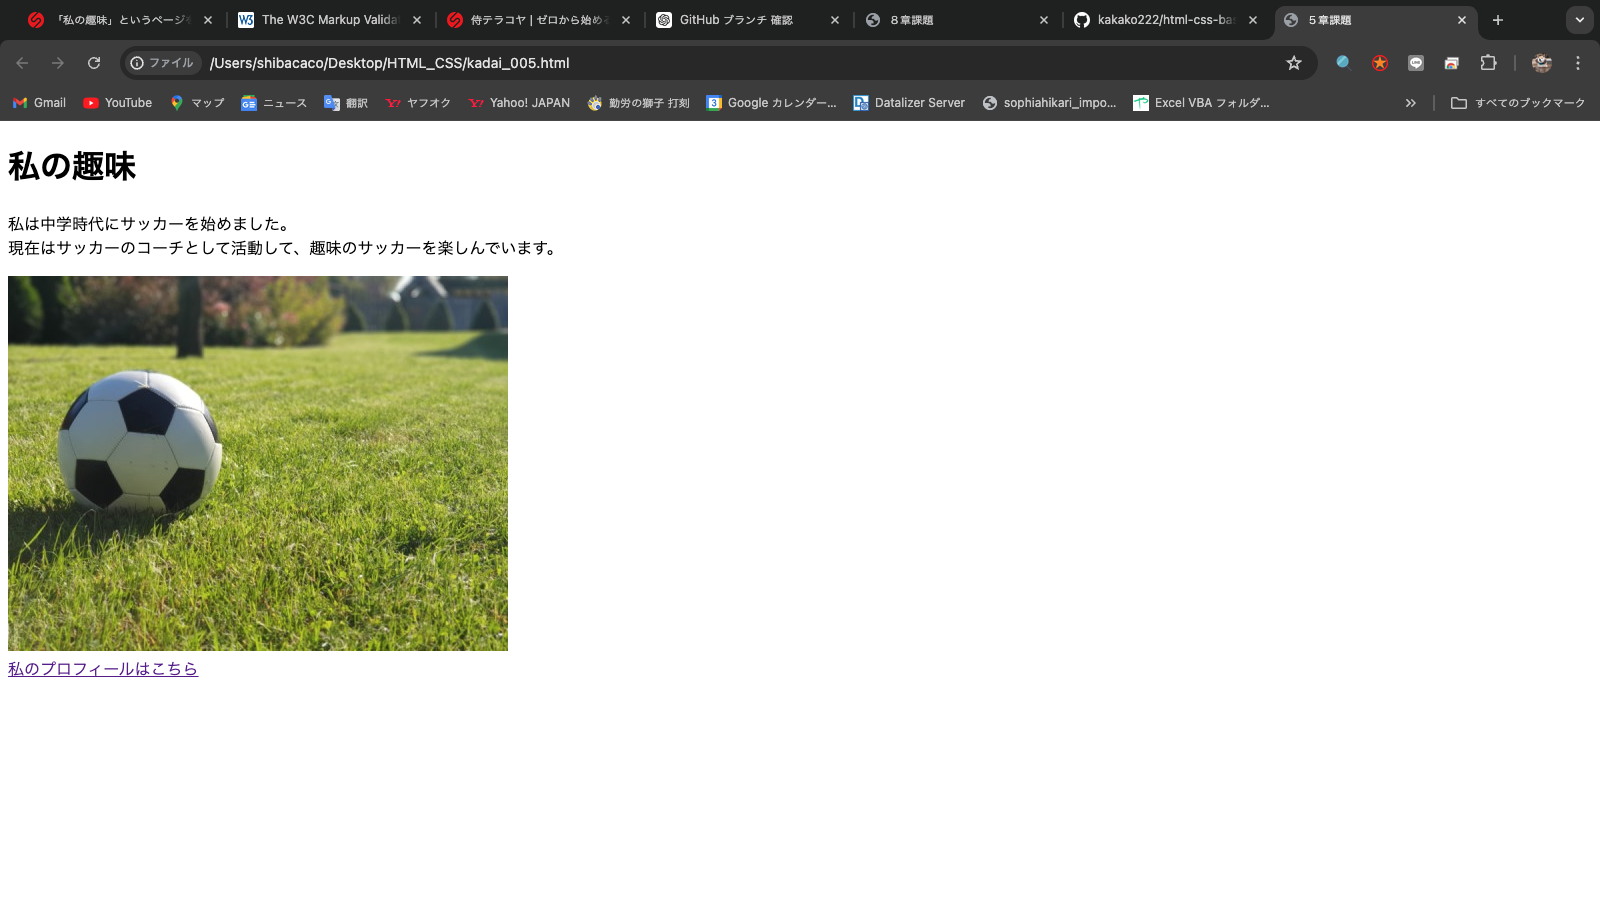 「私の趣味」というページを
The W3C Markup Valida
侍テラコヤ | ゼロから始め
GitHub ブランチ 確認
８章課題
kakako222/html-css-ba
５章課題
ファイル
/Users/shibacaco/Desktop/HTML_CSS/kadai_005.html
Gmail
YouTube
マップ
ニュース
翻訳
ヤフオク
Yahoo! JAPAN
勤労の獅子 打刻
Google カレンダー...
Datalizer Server
sophiahikari_impo...
Excel VBA フォルダ...
すべてのブックマーク
私の趣味
私は中学時代にサッカーを始めました。
現在はサッカーのコーチとして活動して、趣味のサッカーを楽しんでいます。
私のプロフィールはこちら